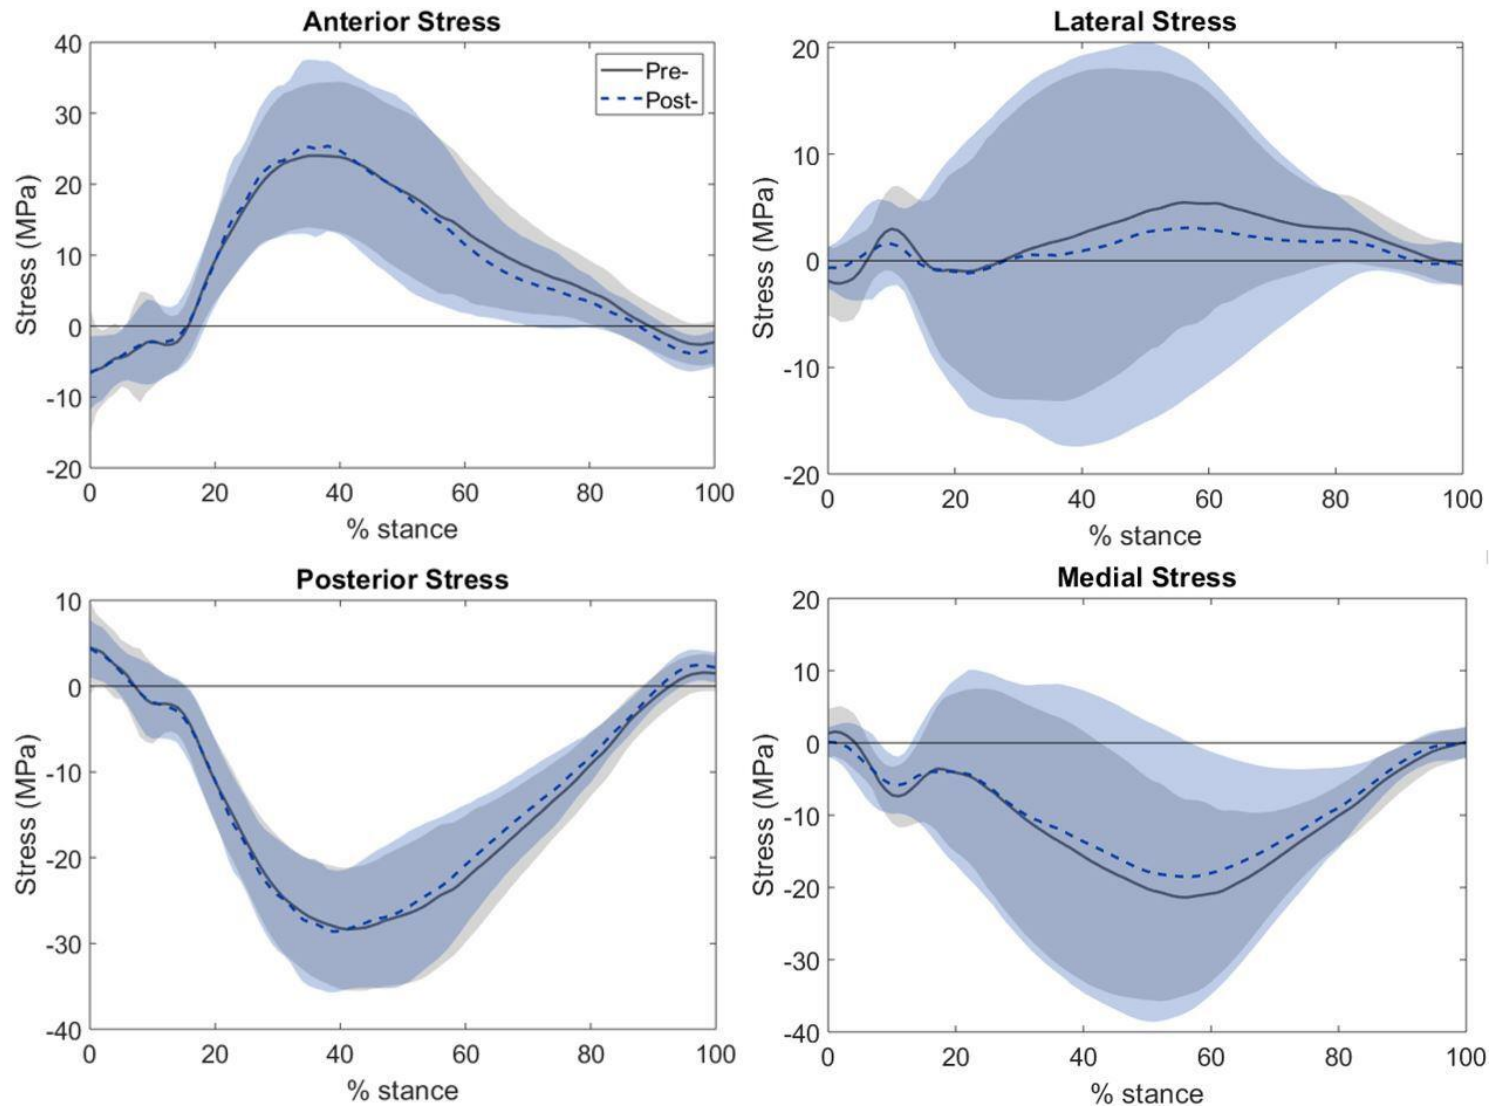 Anterior Stress
40
30
20
10
0
-10
-20
Stress (MPa)
0 20 40 60 80 100
% stance
Pre-
Post-
Lateral Stress
20
10
0
-10
-20
Stress (MPa)
0 20 40 60 80 100
% stance
Posterior Stress
10
0
-10
-20
-30
-40
Stress (MPa)
0 20 40 60 80 100
% stance
Medial Stress
20
10
0
-10
-20
-30
-40
Stress (MPa)
0 20 40 60 80 100
% stance